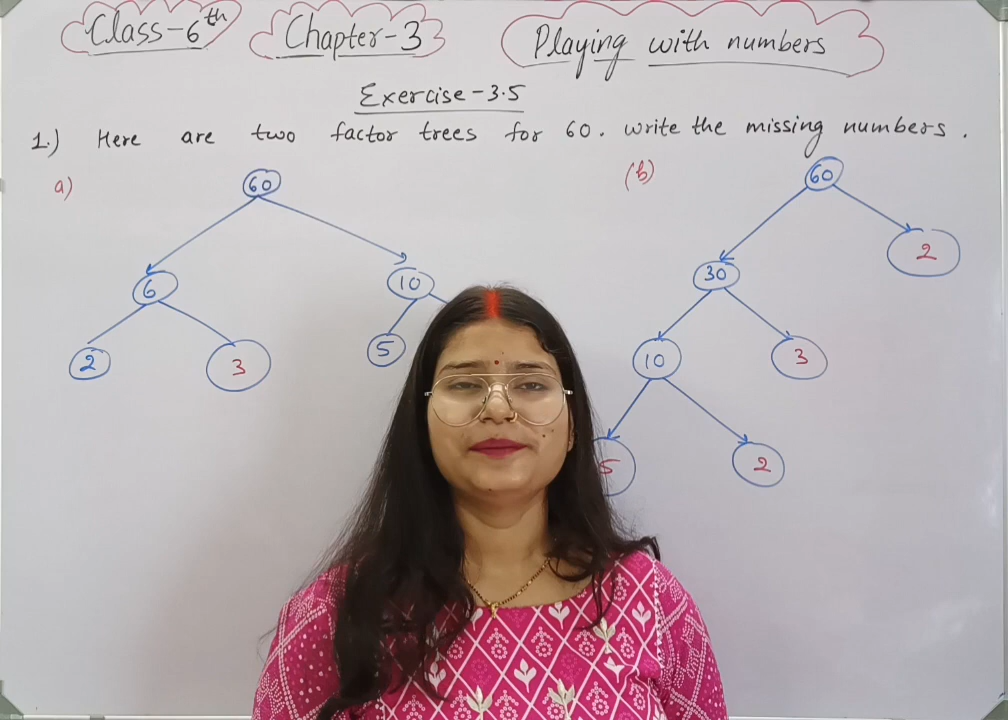 Class-6th Chapter-3 Playing with numbers
Exercise-3.5
1.) Here are two factor trees for 60. write the missing numbers.
a) (b)
60 60
6 10 30 2
2 3 5 10 3
5 2